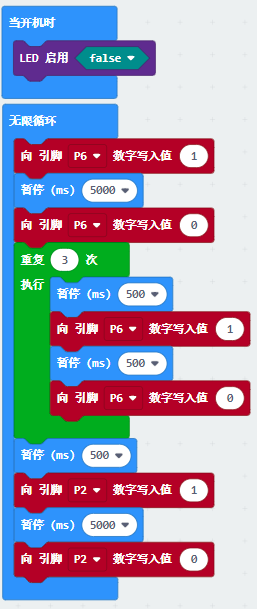 当开机时
LED 启用 false
无限循环
向 引脚 P6 数字写入值 1
暂停 (ms) 5000
向 引脚 P6 数字写入值 0
重复 3 次
执行
暂停 (ms) 500
向 引脚 P6 数字写入值 1
暂停 (ms) 500
向 引脚 P6 数字写入值 0
暂停 (ms) 500
向 引脚 P2 数字写入值 1
暂停 (ms) 5000
向 引脚 P2 数字写入值 0